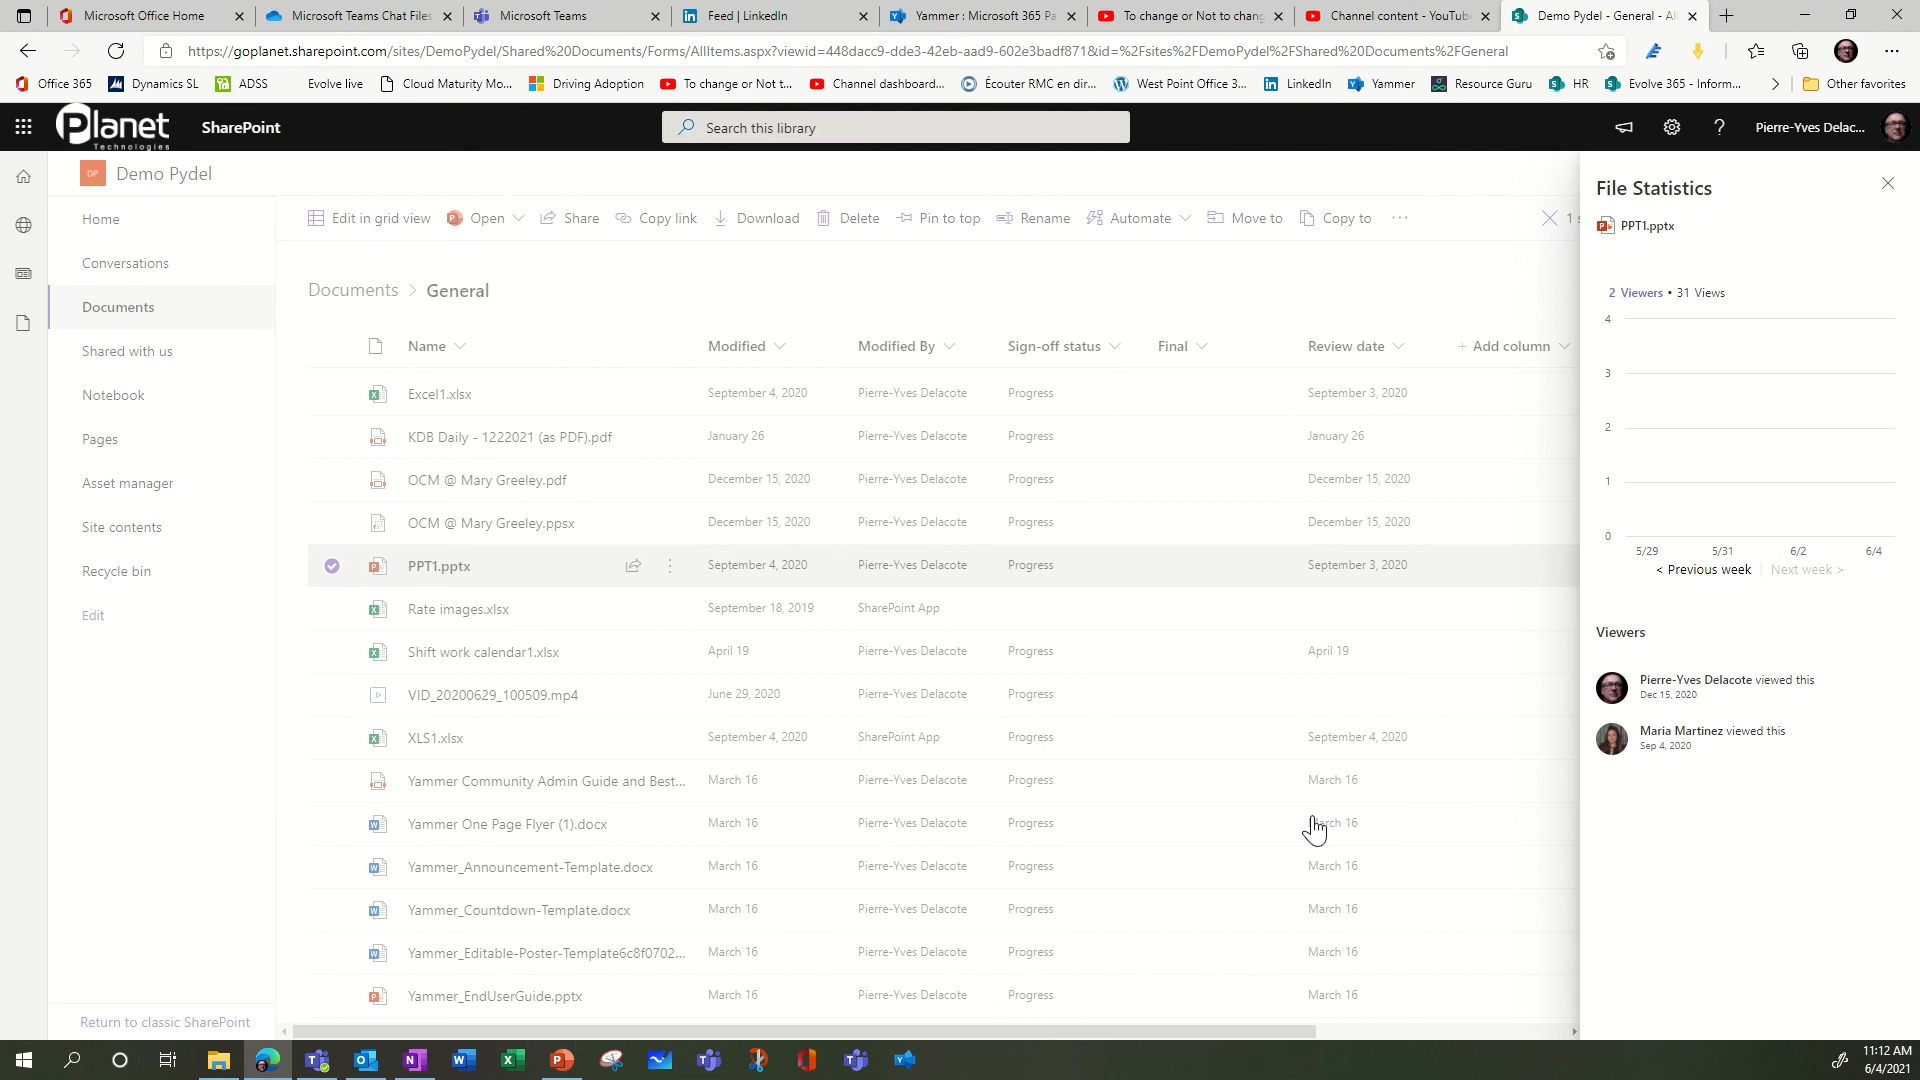 Microsoft Office Home
Microsoft Teams Chat Files
Microsoft Teams
Feed | LinkedIn
Yammer : Microsoft 365 Pa
To change or Not to chang
Channel content - YouTub
Demo Pydel - General - Al
https://goplanet.sharepoint.com/sites/DemoPydel/Shared%20Documents/Forms/AllItems.aspx?viewid=448dacc9-dde3-42eb-aad9-602e3badf871&id=%2Fsites%2FDemoPydel%2FShared%20Documents%2FGeneral
Office 365
Dynamics SL
ADSS
Evolve live
Cloud Maturity Mo...
Driving Adoption
To change or Not t...
Channel dashboard...
Écouter RMC en dir...
West Point Office 3...
LinkedIn
Yammer
Resource Guru
HR
Evolve 365 - Inform...
Other favorites
Planet
Technologies
SharePoint
Search this library
Pierre-Yves Delac...
DP
Demo Pydel
Home
Conversations
Documents
Shared with us
Notebook
Pages
Asset manager
Site contents
Recycle bin
Edit
Return to classic SharePoint
Edit in grid view
Open
Share
Copy link
Download
Delete
Pin to top
Rename
Automate
Move to
Copy to
...
1 s
Documents > General
Name Modified Modified By Sign-off status Final Review date + Add column
Excel1.xlsx September 4, 2020 Pierre-Yves Delacote Progress September 3, 2020
KDB Daily - 1222021 (as PDF).pdf January 26 Pierre-Yves Delacote Progress January 26
OCM @ Mary Greeley.pdf December 15, 2020 Pierre-Yves Delacote Progress December 15, 2020
OCM @ Mary Greeley.ppsx December 15, 2020 Pierre-Yves Delacote Progress December 15, 2020
PPT1.pptx September 4, 2020 Pierre-Yves Delacote Progress September 3, 2020
Rate images.xlsx September 18, 2019 SharePoint App
Shift work calendar1.xlsx April 19 Pierre-Yves Delacote Progress April 19
VID_20200629_100509.mp4 June 29, 2020 Pierre-Yves Delacote Progress
XLS1.xlsx September 4, 2020 SharePoint App Progress September 4, 2020
Yammer Community Admin Guide and Best... March 16 Pierre-Yves Delacote Progress March 16
Yammer One Page Flyer (1).docx March 16 Pierre-Yves Delacote Progress March 16
Yammer_Announcement-Template.docx March 16 Pierre-Yves Delacote Progress March 16
Yammer_Countdown-Template.docx March 16 Pierre-Yves Delacote Progress March 16
Yammer_Editable-Poster-Template6c8f0702... March 16 Pierre-Yves Delacote Progress March 16
Yammer_EndUserGuide.pptx March 16 Pierre-Yves Delacote Progress March 16
File Statistics
PPT1.pptx
2 Viewers • 31 Views
4
3
2
1
0
5/29 5/31 6/2 6/4
< Previous week | Next week >
Viewers
Pierre-Yves Delacote viewed this
Dec 15, 2020
Maria Martinez viewed this
Sep 4, 2020
11:12 AM
6/4/2021